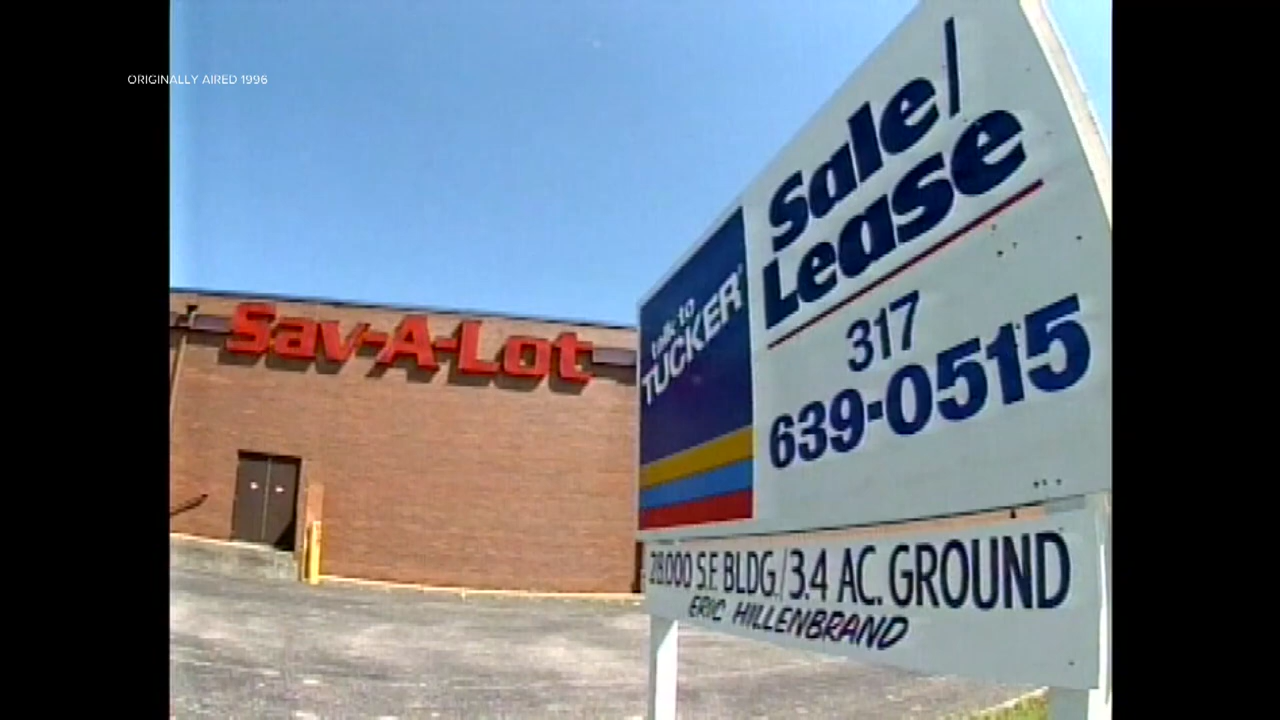 ORIGINALLY AIRED 1996
Sav-A-Lot
talk to
TUCKER
Sale/
Lease
317
639-0515
28,000 S.F. BLDG./3.4 AC. GROUND
ERIC HILLENBRAND